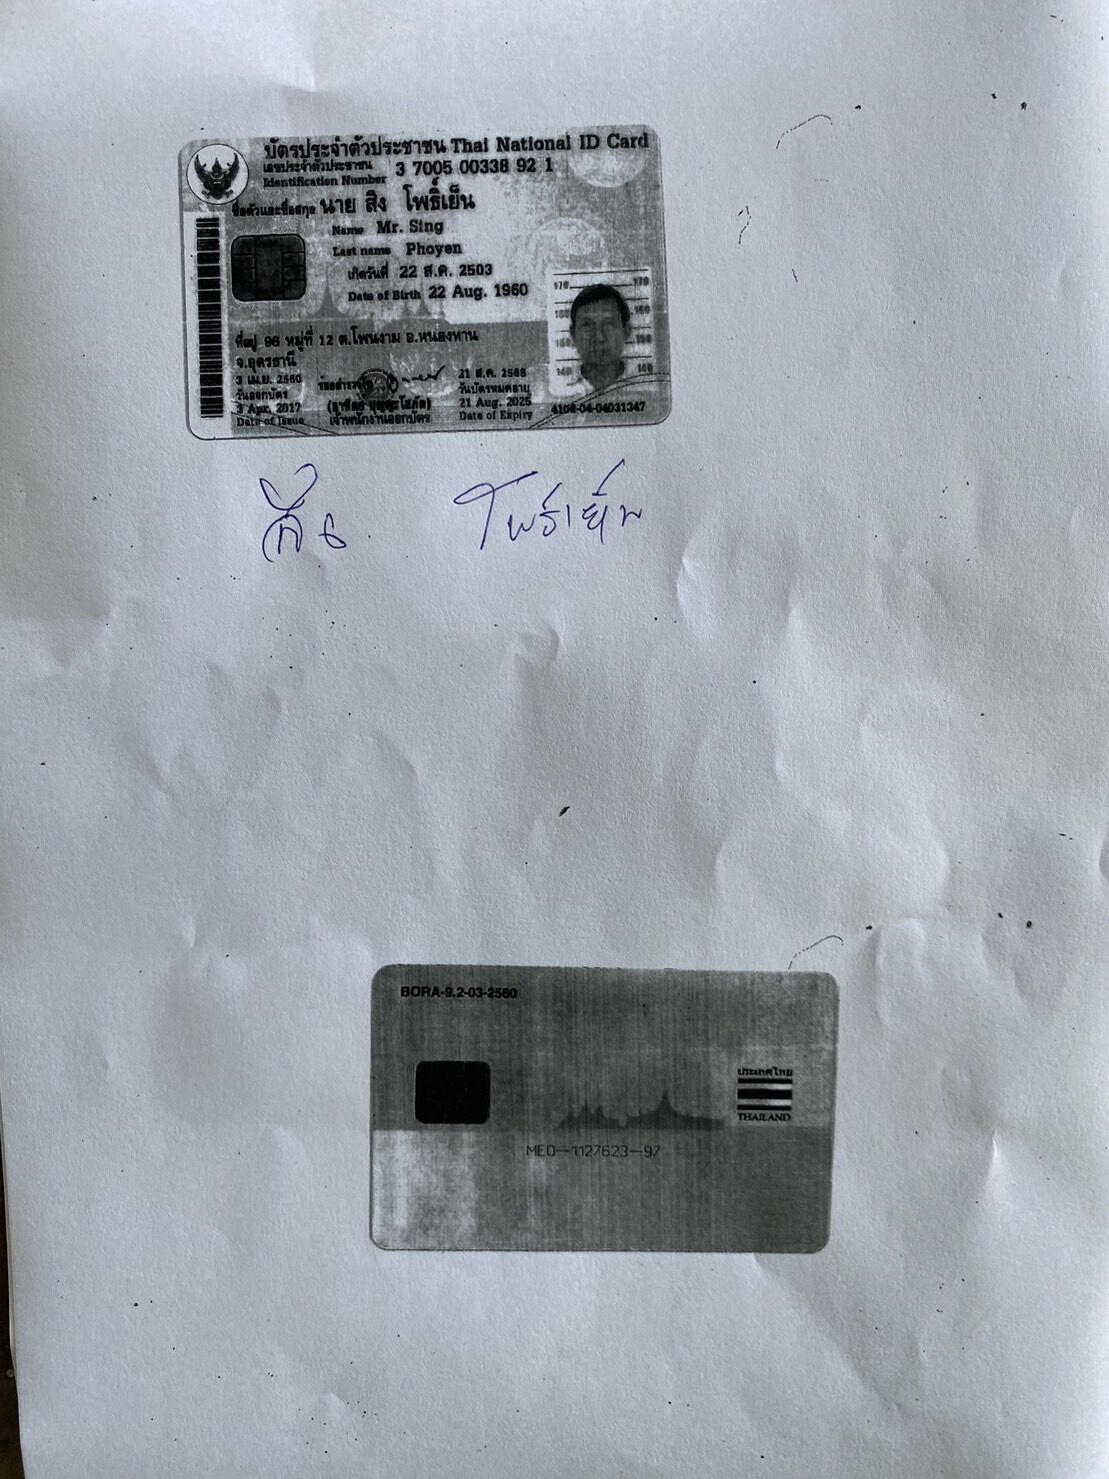 บัตรประจำตัวประชาชน Thai National ID Card
เลขประจำตัวประชาชน 3 7005 00338 92 1
Identification Number
ชื่อตัวและชื่อสกุล นาย สิง โพธิ์เย็น
Name Mr. Sing
Last name Phoyen
เกิดวันที่ 22 ส.ค. 2503
Date of Birth 22 Aug. 1960
170 170
160 160
150 150
140 140
ที่อยู่ 96 หมู่ที่ 12 ต.โพนงาม อ.หนองหาน
จ.อุดรธานี
3 เม.ย. 2560
วันออกบัตร
3 Apr. 2017
Date of Issue
เจ้าพนักงานออกบัตร
21 ส.ค. 2568
วันบัตรหมดอายุ
21 Aug. 2025
Date of Expiry
4108-04-04031347
โพธิ์เย็น
BORA-9.2-03-2560
ประเทศไทย
THAILAND
ME0-1127623-97